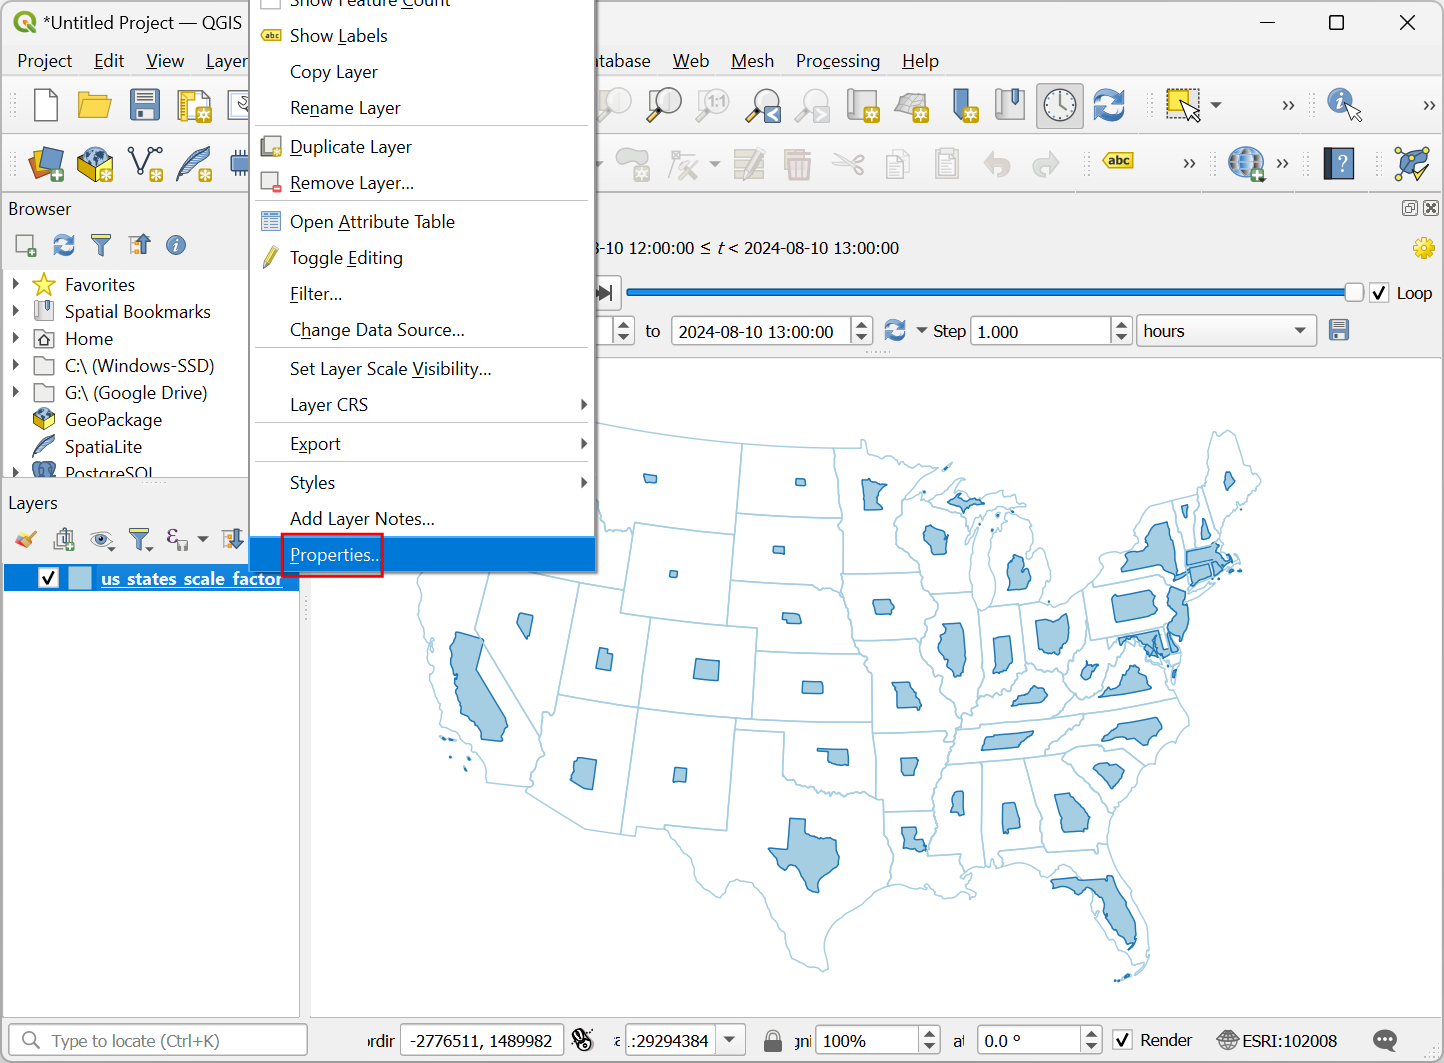 *Untitled Project — QGIS
Show Feature Count
Show Labels
Copy Layer
Rename Layer
Duplicate Layer
Remove Layer...
Open Attribute Table
Toggle Editing
Filter...
Change Data Source...
Set Layer Scale Visibility...
Layer CRS
Export
Styles
Add Layer Notes...
Properties...
Project Edit View Layer
Web Mesh Processing Help
1:1
abc
abc
Browser
-10 12:00:00 ≤ t < 2024-08-10 13:00:00
Loop
to 2024-08-10 13:00:00 Step 1.000 hours
Favorites
Spatial Bookmarks
Home
C:\ (Windows-SSD)
G:\ (Google Drive)
GeoPackage
SpatiaLite
PostgreSQL
Layers
us_states_scale_factor
Type to locate (Ctrl+K)
-2776511, 1489982
.:29294384
100%
0.0 °
Render
ESRI:102008